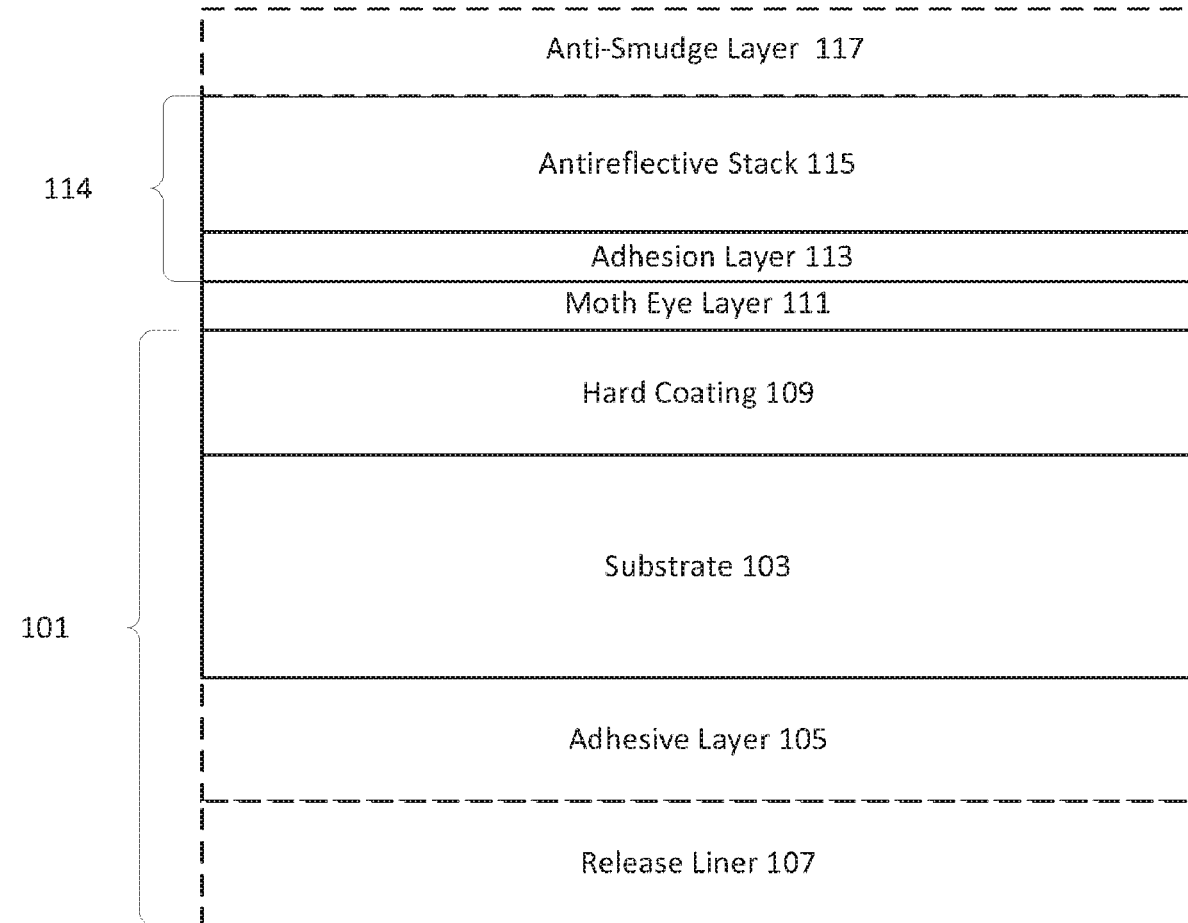 Anti-Smudge Layer 117
Antireflective Stack 115
114
Adhesion Layer 113
Moth Eye Layer 111
Hard Coating 109
Substrate 103
101
Adhesive Layer 105
Release Liner 107